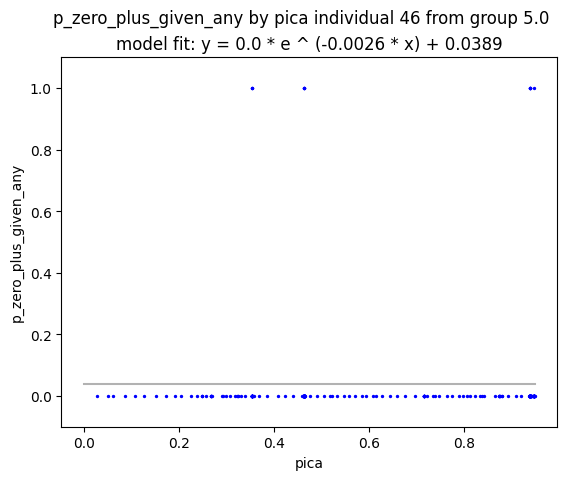 p_zero_plus_given_any by pica individual 46 from group 5.0
model fit: y = 0.0 * e ^ (-0.0026 * x) + 0.0389
1.0
0.8
0.6
0.4
0.2
0.0
p_zero_plus_given_any
0.0 0.2 0.4 0.6 0.8
pica